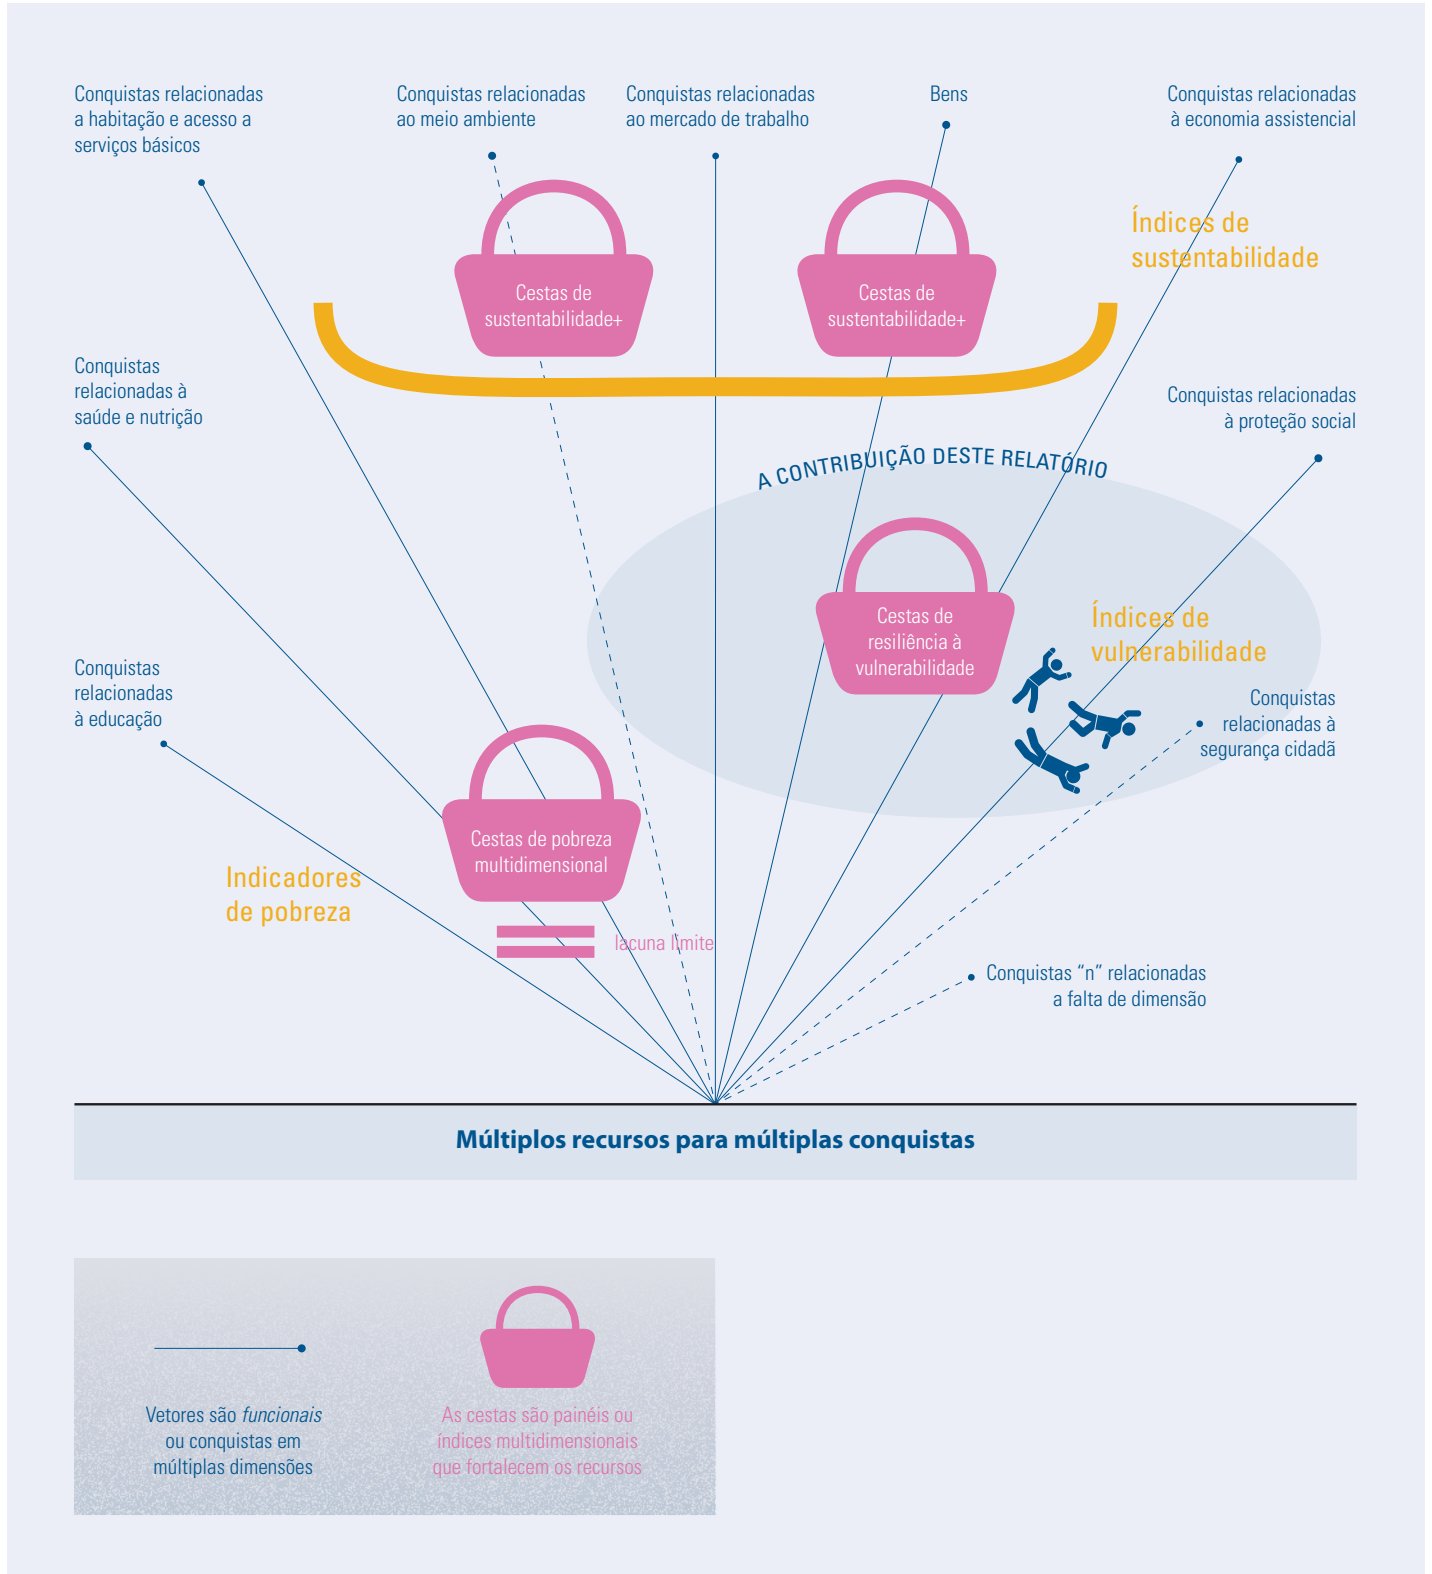 Conquistas relacionadas
a habitação e acesso a
serviços básicos
Conquistas relacionadas
ao meio ambiente
Conquistas relacionadas
ao mercado de trabalho
Bens
Conquistas relacionadas
à economia assistencial
Índices de
sustentabilidade
Cestas de
sustentabilidade+
Cestas de
sustentabilidade+
Conquistas
relacionadas à
saúde e nutrição
Conquistas relacionadas
à proteção social
A CONTRIBUIÇÃO DESTE RELATÓRIO
Cestas de
resiliência à
vulnerabilidade
Índices de
vulnerabilidade
Conquistas
relacionadas
à educação
Conquistas
relacionadas à
segurança cidadã
Cestas de pobreza
multidimensional
Indicadores
de pobreza
lacuna limite
Conquistas “n” relacionadas
a falta de dimensão
Múltiplos recursos para múltiplas conquistas
Vetores são funcionais
ou conquistas em
múltiplas dimensões
As cestas são painéis ou
índices multidimensionais
que fortalecem os recursos